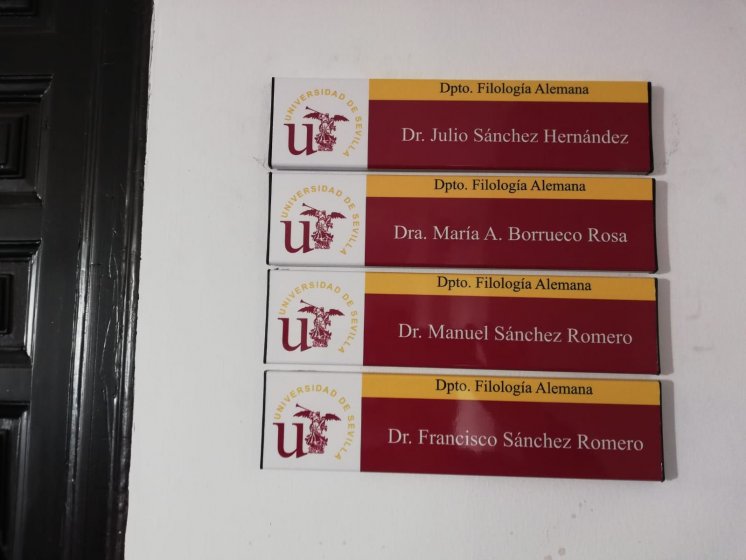 UNIVERSIDAD DE SEVILLA
u
Dpto. Filología Alemana
Dr. Julio Sánchez Hernández
UNIVERSIDAD DE SEVILLA
u
Dpto. Filología Alemana
Dra. María A. Borrueco Rosa
UNIVERSIDAD DE SEVILLA
u
Dpto. Filología Alemana
Dr. Manuel Sánchez Romero
UNIVERSIDAD DE SEVILLA
u
Dpto. Filología Alemana
Dr. Francisco Sánchez Romero